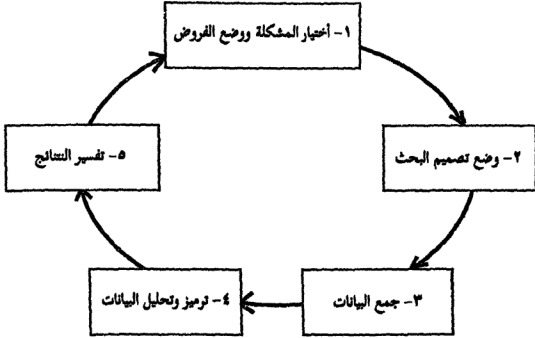 ١- أختيار المشكلة ووضع الفروض
٢- وضع تصميم البحث
٣- جمع البيانات
٤- ترميز وتحليل البيانات
٥- تفسير النتائج